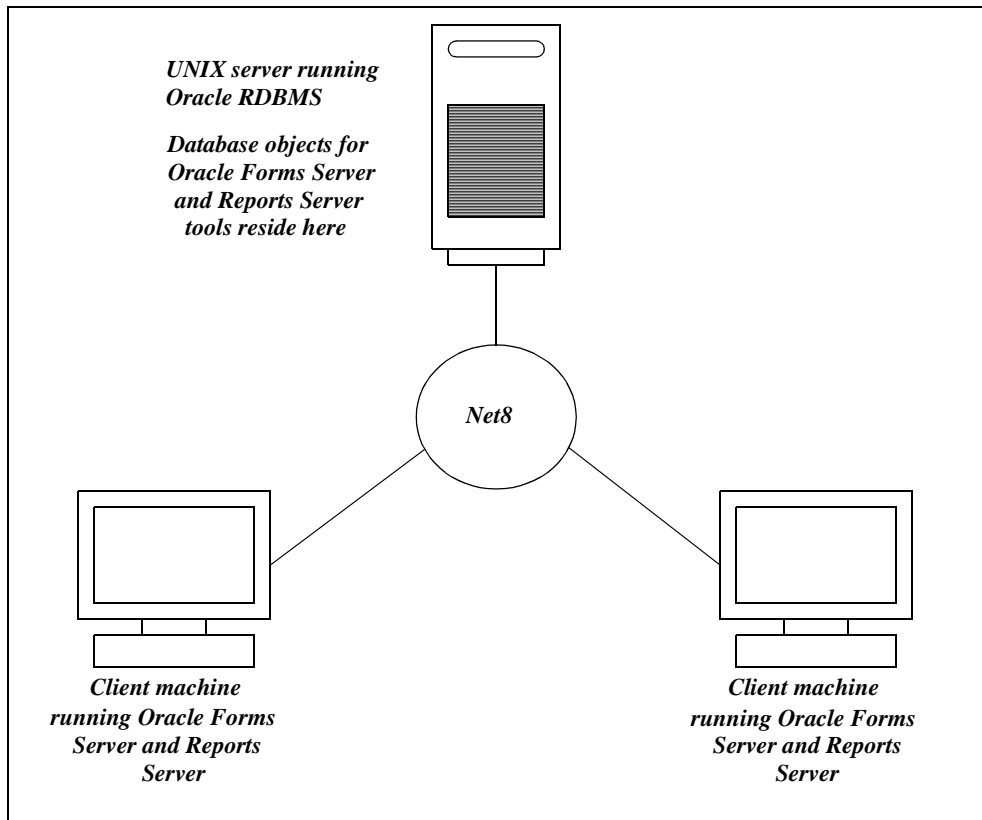 UNIX server running
Oracle RDBMS
Database objects for
Oracle Forms Server
and Reports Server
tools reside here
Net8
Client machine
running Oracle Forms
Server and Reports
Server
Client machine
running Oracle Forms
Server and Reports
Server